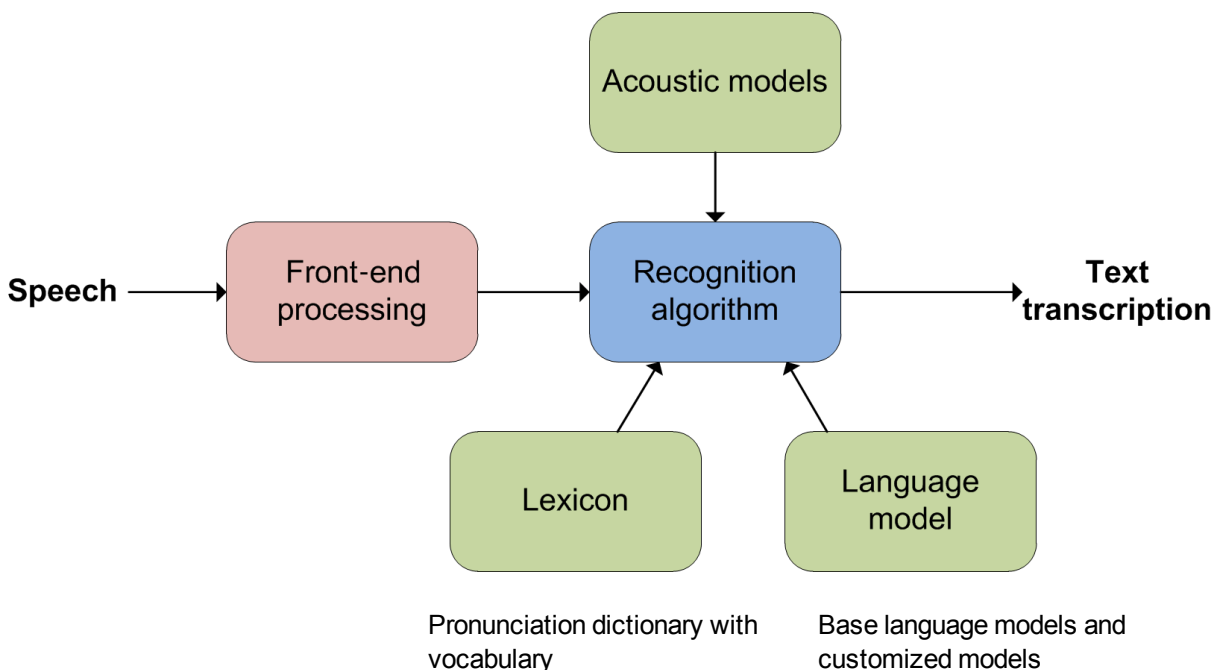 Acoustic models
Speech
Front-end
processing
Recognition
algorithm
Text
transcription
Lexicon
Language
model
Pronunciation dictionary with
vocabulary
Base language models and
customized models